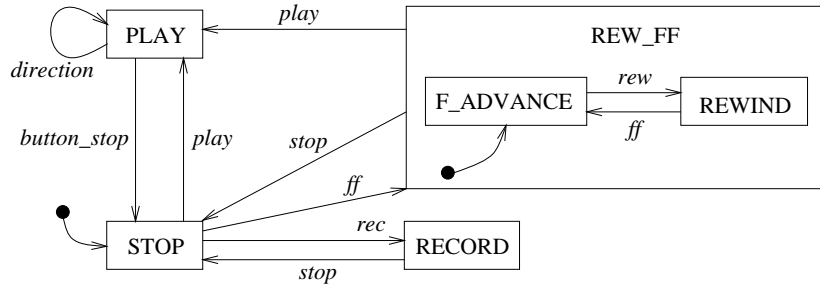 play
PLAY
REW_FF
direction
rew
F_ADVANCE
REWIND
ff
button_stop
play
stop
ff
rec
STOP
RECORD
stop